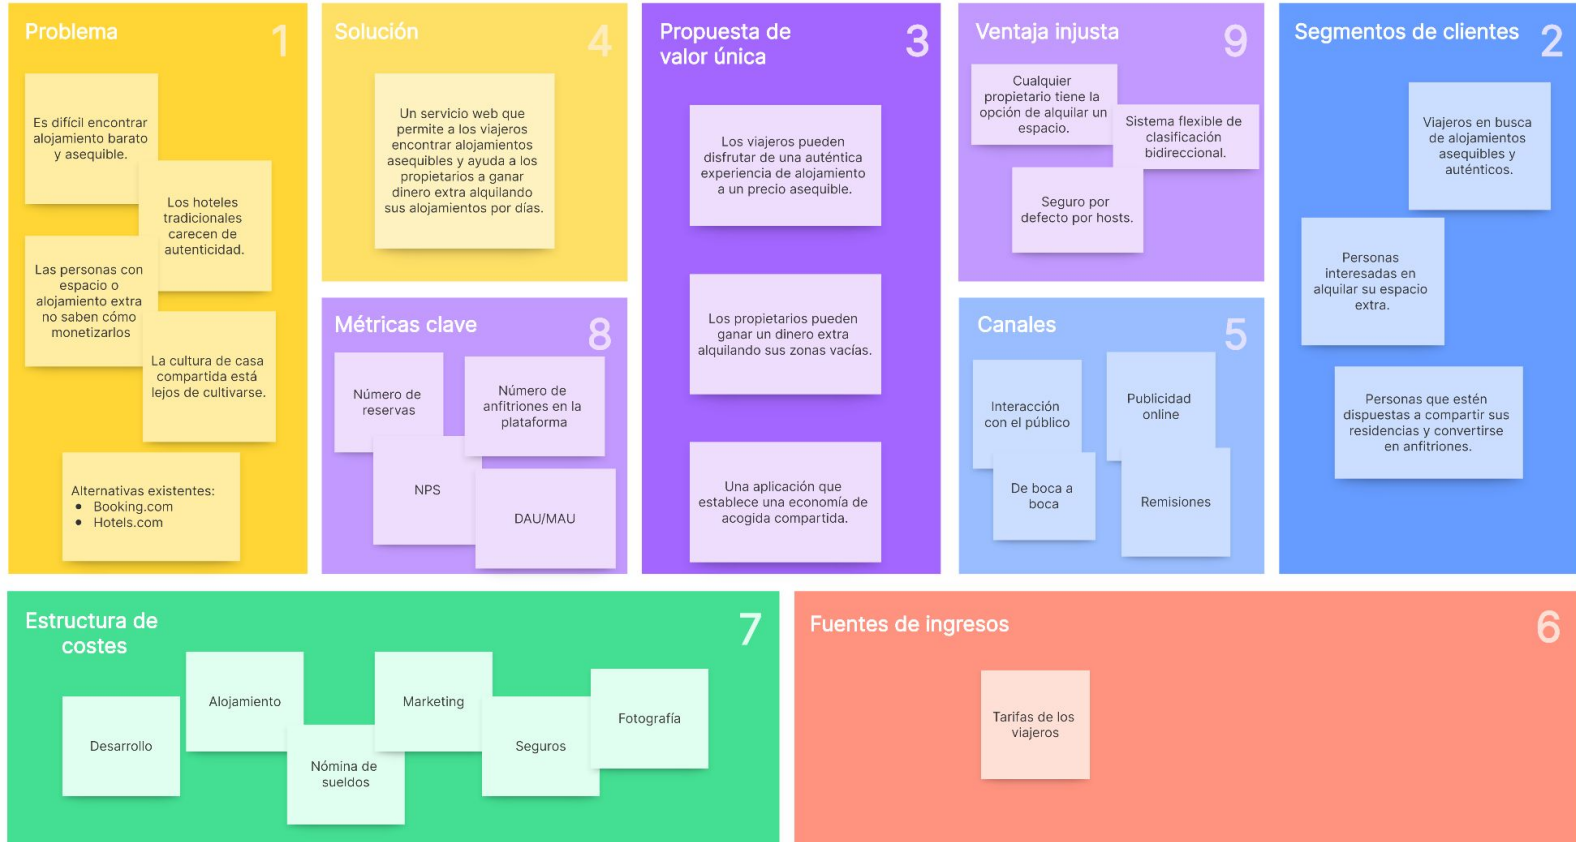 Problema
1
Es difícil encontrar
alojamiento barato
y asequible.
Los hoteles
tradicionales
carecen de
autenticidad.
Las personas con
espacio o
alojamiento extra
no saben cómo
monetizarlos
La cultura de casa
compartida está
lejos de cultivarse.
Alternativas existentes:
• Booking.com
• Hotels.com
Solución
4
Un servicio web que
permite a los viajeros
encontrar alojamientos
asequibles y ayuda a los
propietarios a ganar
dinero extra alquilando
sus alojamientos por días.
Métricas clave
8
Número de
reservas
Número de
anfitriones en la
plataforma
NPS
DAU/MAU
Propuesta de
valor única
3
Los viajeros pueden
disfrutar de una auténtica
experiencia de alojamiento
a un precio asequible.
Los propietarios pueden
ganar un dinero extra
alquilando sus zonas vacías.
Una aplicación que
establece una economía de
acogida compartida.
Ventaja injusta
9
Cualquier
propietario tiene la
opción de alquilar un
espacio.
Sistema flexible de
clasificación
bidireccional.
Seguro por
defecto por hosts.
Canales
5
Interacción
con el público
Publicidad
online
De boca a
boca
Remisiones
Segmentos de clientes
2
Viajeros en busca
de alojamientos
asequibles y
auténticos.
Personas
interesadas en
alquilar su espacio
extra.
Personas que estén
dispuestas a compartir sus
residencias y convertirse
en anfitriones.
Estructura de
costes
7
Desarrollo
Alojamiento
Nómina de
sueldos
Marketing
Seguros
Fotografía
Fuentes de ingresos
6
Tarifas de los
viajeros